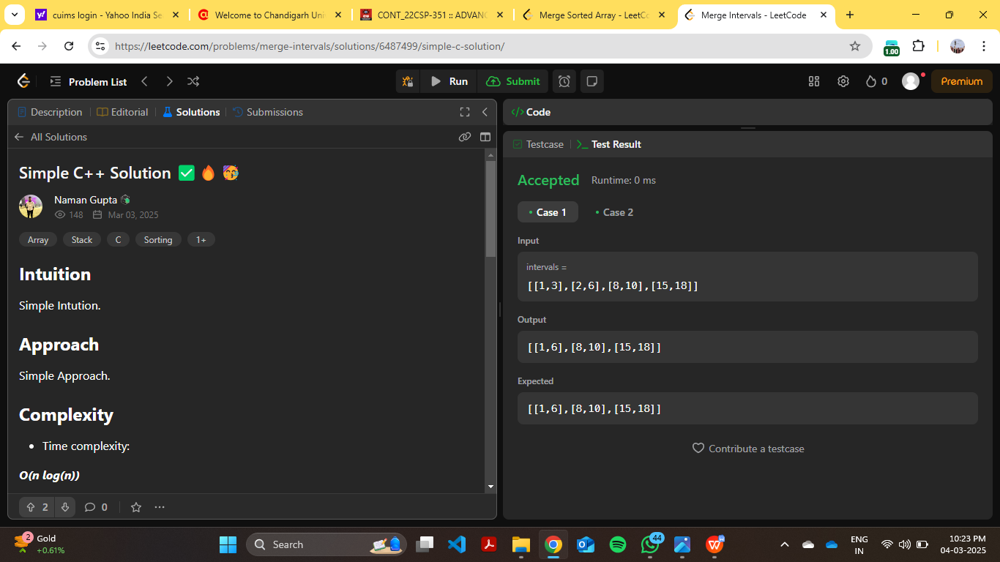 cuims login - Yahoo India Se
Welcome to Chandigarh Uni
CONT_22CSP-351 :: ADVANC
Merge Sorted Array - LeetCo
Merge Intervals - LeetCode
https://leetcode.com/problems/merge-intervals/solutions/6487499/simple-c-solution/
1.00
Problem List
Run
Submit
0
Premium
Description
Editorial
Solutions
Submissions
All Solutions
Simple C++ Solution
Naman Gupta
148
Mar 03, 2025
Array
Stack
C
Sorting
1+
Intuition
Simple Intution.
Approach
Simple Approach.
Complexity
Time complexity:
O(n log(n))
2
0
</> Code
Testcase
Test Result
Accepted
Runtime: 0 ms
Case 1
Case 2
Input
intervals =
[[1,3],[2,6],[8,10],[15,18]]
Output
[[1,6],[8,10],[15,18]]
Expected
[[1,6],[8,10],[15,18]]
Contribute a testcase
2
Gold
+0.61%
Search
44
ENG
IN
10:23 PM
04-03-2025